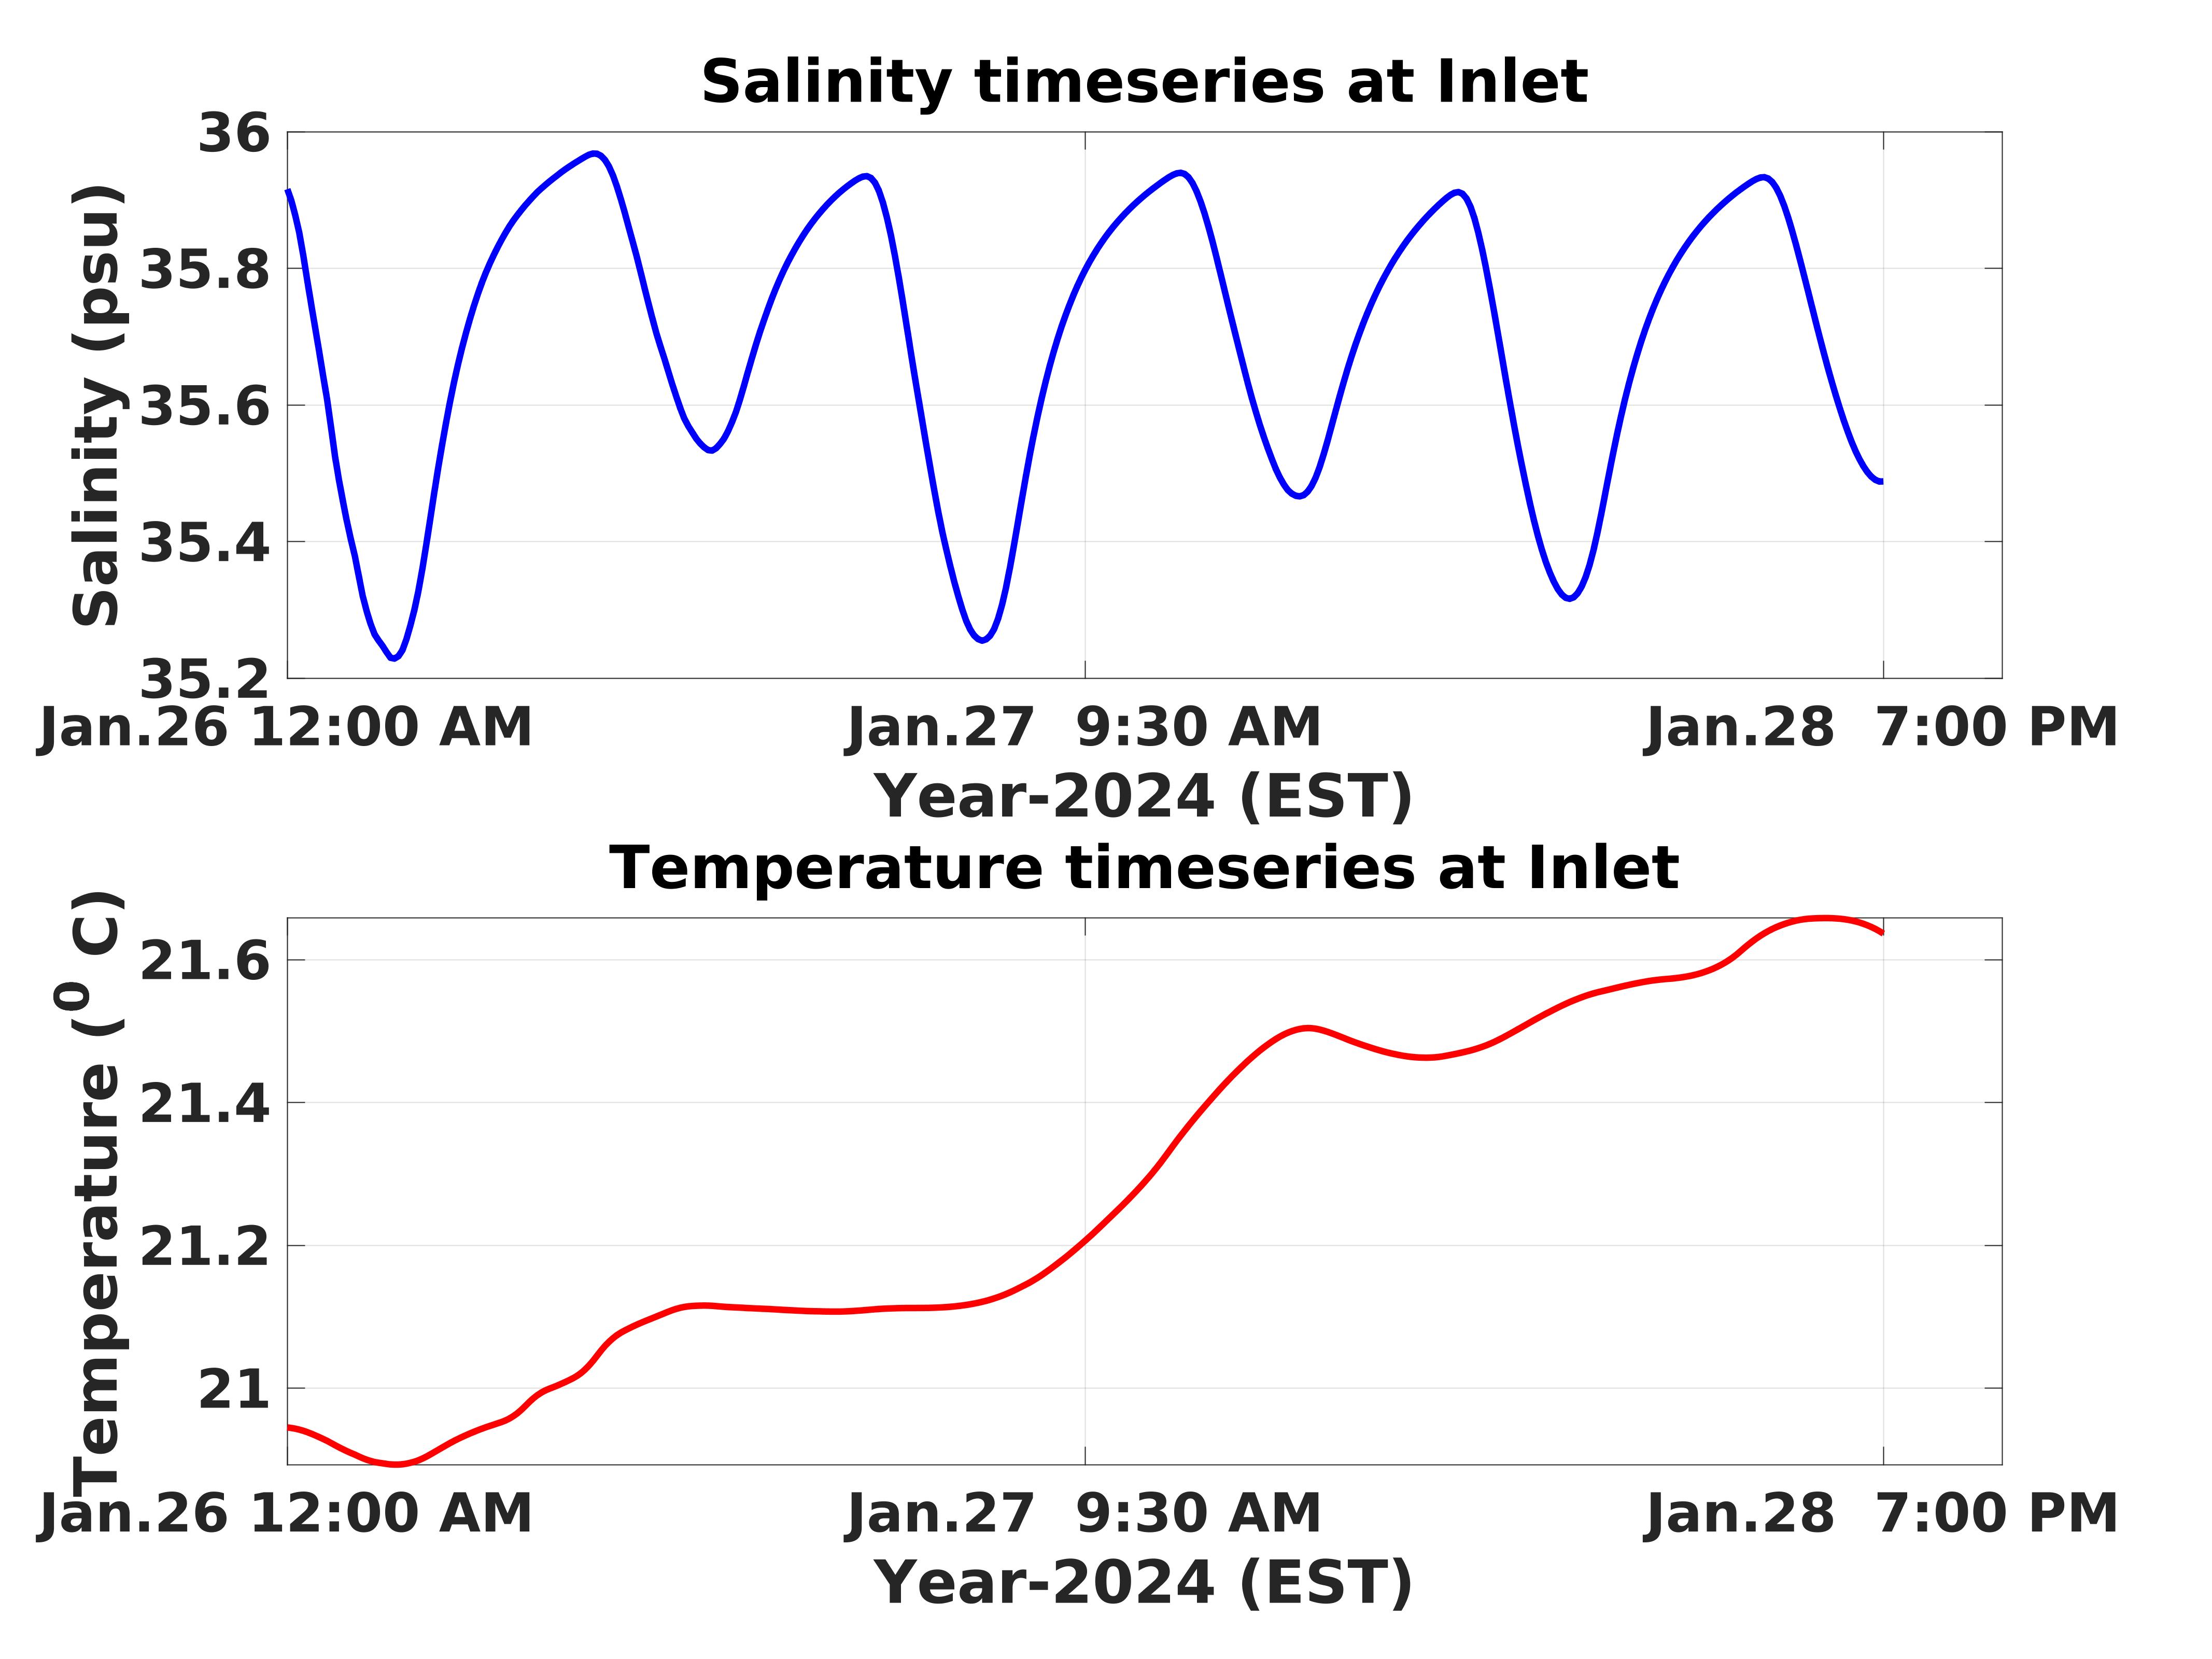 Salinity timeseries at Inlet
Salinity (psu)
36
35.8
35.6
35.4
35.2
Jan.26 12:00 AM
Jan.27  9:30 AM
Jan.28  7:00 PM
Year-2024 (EST)
Temperature timeseries at Inlet
Temperature (⁰ C)
21.6
21.4
21.2
21
Jan.26 12:00 AM
Jan.27  9:30 AM
Jan.28  7:00 PM
Year-2024 (EST)